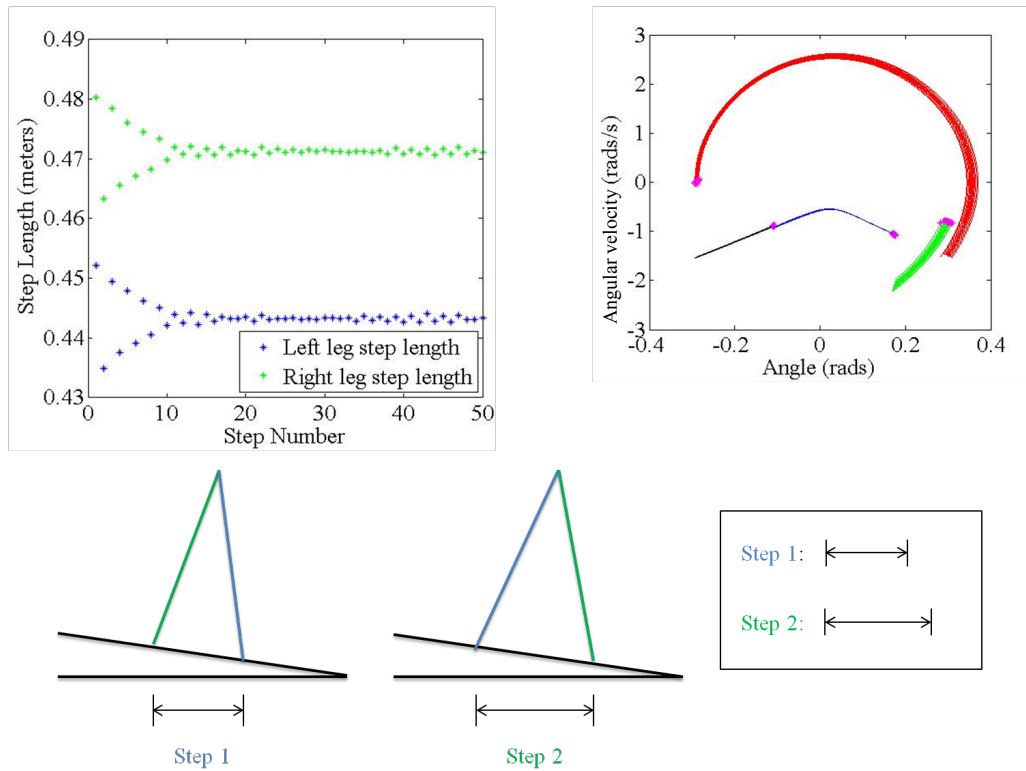 0.49
0.48
0.47
0.46
0.45
0.44
0.43
Step Length (meters)
0 10 20 30 40 50
Step Number
Left leg step length
Right leg step length
3
2
1
0
-1
-2
-3
Angular velocity (rads/s)
-0.4 -0.2 0 0.2 0.4
Angle (rads)
Step 1
Step 2
Step 1:
Step 2: